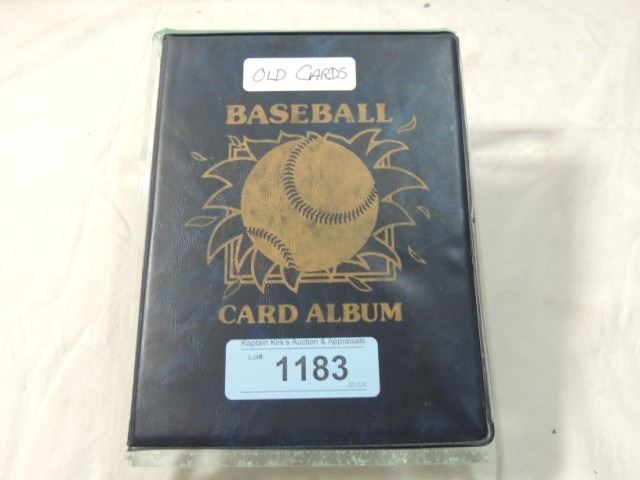 OLD CARDS
BASEBALL
CARD ALBUM
Kaptain Kirk's Auction & Appraisals
Lot#:
1183